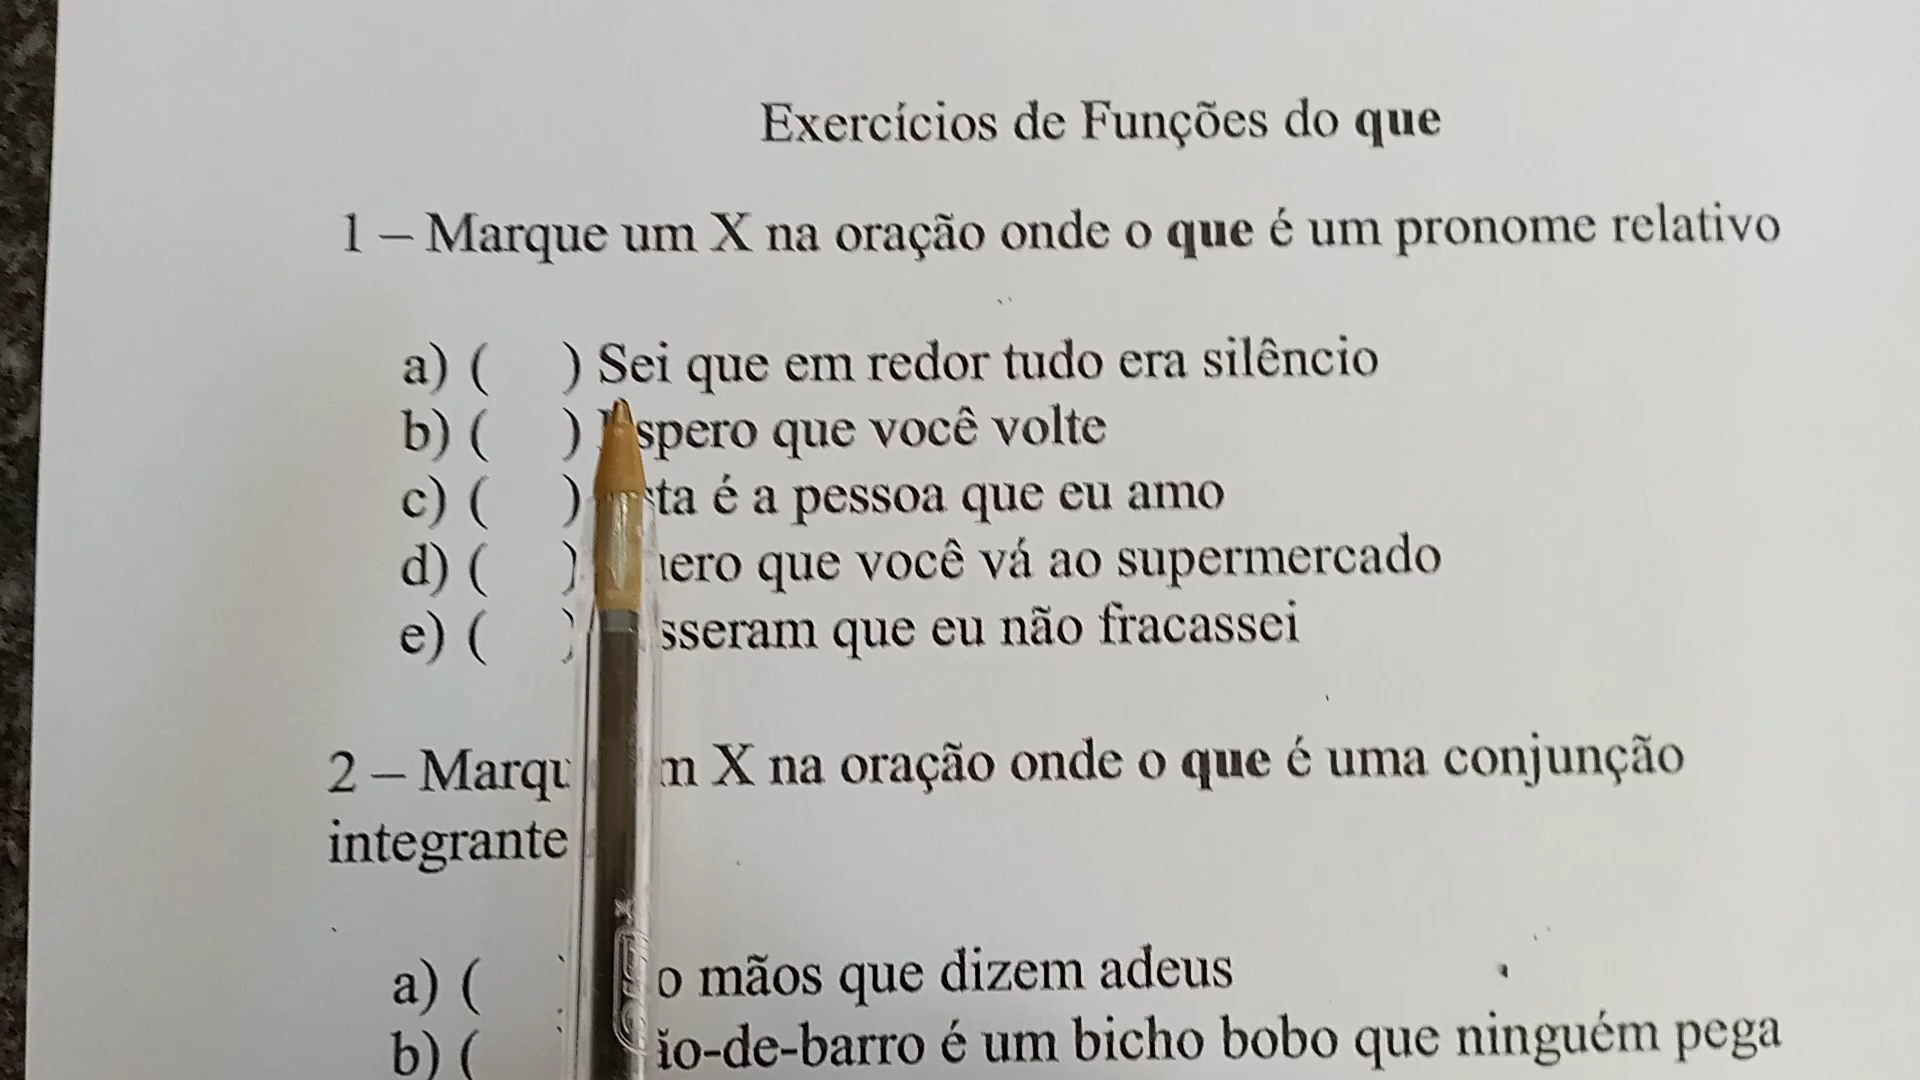 Exercícios de Funções do que
1 – Marque um X na oração onde o que é um pronome relativo
a) ( ) Sei que em redor tudo era silêncio
b) ( ) spero que você volte
c) ( ) sta é a pessoa que eu amo
d) ( ) ero que você vá ao supermercado
e) ( ) sseram que eu não fracassei
2 – Marqu m X na oração onde o que é uma conjunção
integrante
a) ( o mãos que dizem adeus
b) ( ão-de-barro é um bicho bobo que ninguém pega